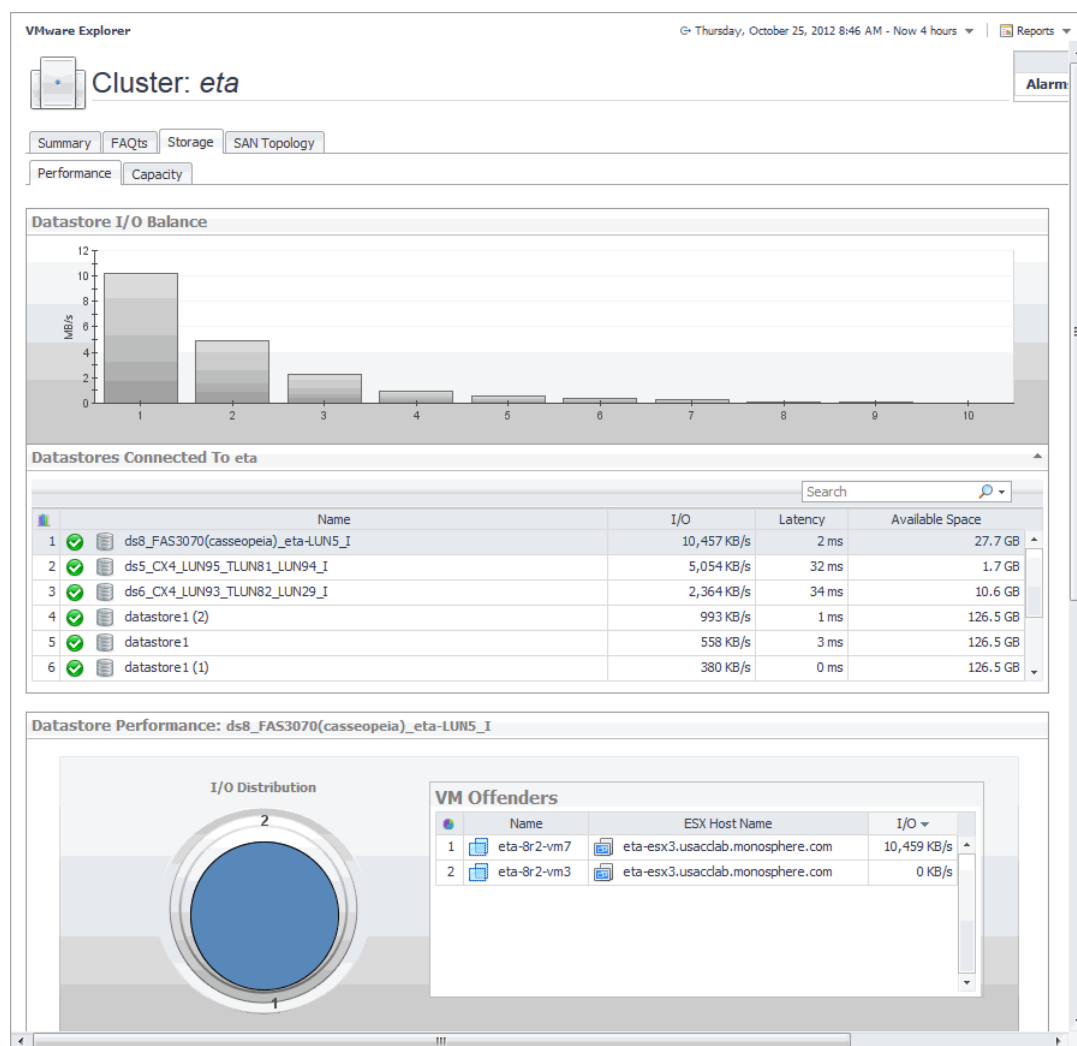 VMware Explorer
Thursday, October 25, 2012 8:46 AM - Now 4 hours Reports
Cluster: eta
Alarm
Summary FAQts Storage SAN Topology
Performance Capacity
Datastore I/O Balance
12
10
8
6
4
2
0
MB/s
1 2 3 4 5 6 7 8 9 10
Datastores Connected To eta
Search
Name I/O Latency Available Space
1 ds8_FAS3070(casseopeia)_eta-LUN5_I 10,457 KB/s 2 ms 27.7 GB
2 ds5_CX4_LUN95_TLUN81_LUN94_I 5,054 KB/s 32 ms 1.7 GB
3 ds6_CX4_LUN93_TLUN82_LUN29_I 2,364 KB/s 34 ms 10.6 GB
4 datastore1 (2) 993 KB/s 1 ms 126.5 GB
5 datastore1 558 KB/s 3 ms 126.5 GB
6 datastore1 (1) 380 KB/s 0 ms 126.5 GB
Datastore Performance: ds8_FAS3070(casseopeia)_eta-LUN5_I
I/O Distribution
2
1
VM Offenders
Name ESX Host Name I/O
1 eta-8r2-vm7 eta-esx3.usacclab.monosphere.com 10,459 KB/s
2 eta-8r2-vm3 eta-esx3.usacclab.monosphere.com 0 KB/s